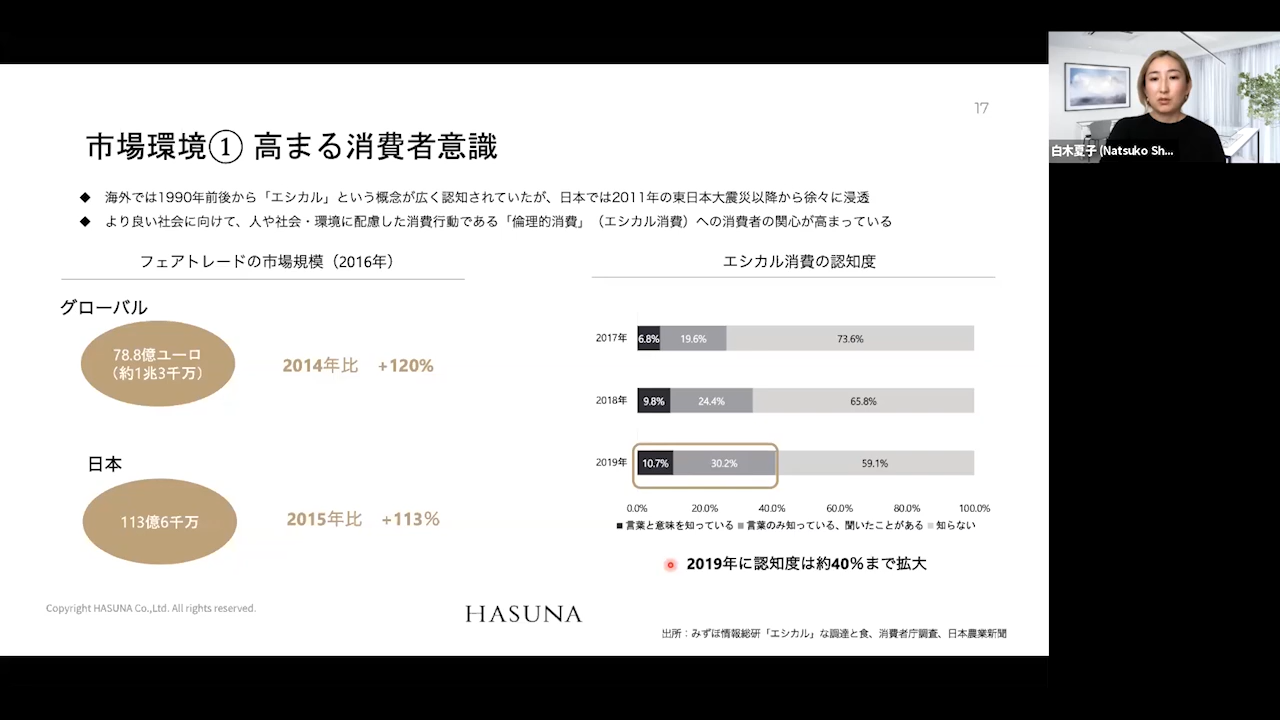 17
市場環境① 高まる消費者意識
◆ 海外では1990年前後から「エシカル」という概念が広く認知されていたが、日本では2011年の東日本大震災以降から徐々に浸透
◆ より良い社会に向けて、人や社会・環境に配慮した消費行動である「倫理的消費」（エシカル消費）への消費者の関心が高まっている
フェアトレードの市場規模（2016年）
グローバル
78.8億ユーロ
（約1兆3千万）
2014年比 +120%
日本
113億6千万
2015年比 +113%
エシカル消費の認知度
2017年 6.8% 19.6% 73.6%
2018年 9.8% 24.4% 65.8%
2019年 10.7% 30.2% 59.1%
0.0% 20.0% 40.0% 60.0% 80.0% 100.0%
■言葉と意味を知っている ■言葉のみ知っている、聞いたことがある ■知らない
2019年に認知度は約40%まで拡大
Copyright HASUNA Co.,Ltd. All rights reserved.
HASUNA
出所：みずほ情報総研「エシカル」な調達と食、消費者庁調査、日本農業新聞
白木夏子 (Natsuko Sh...